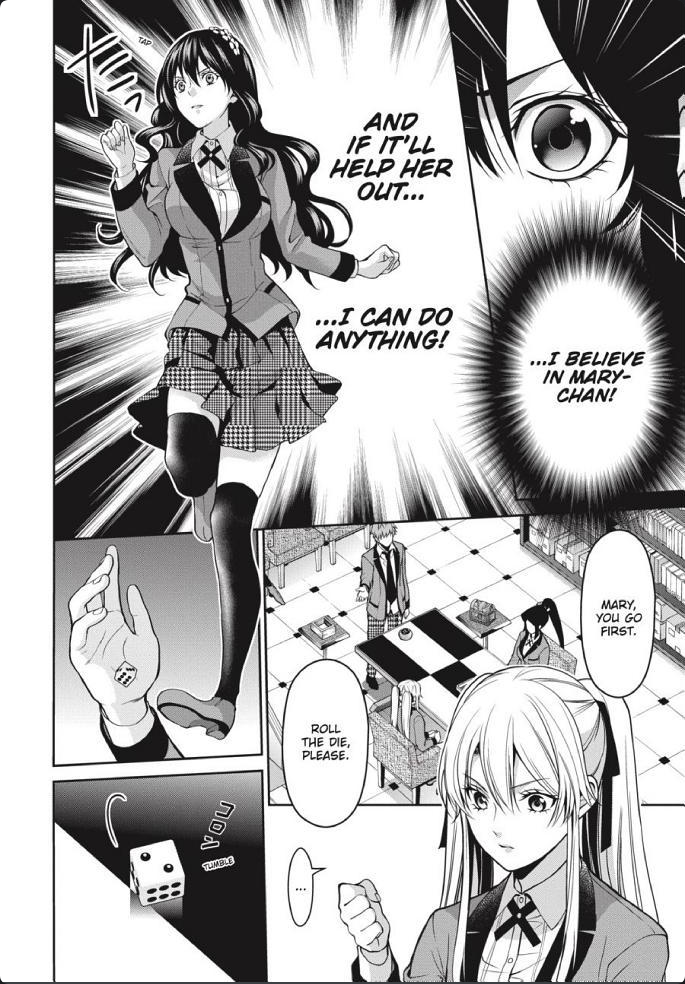 ...I BELIEVE
IN MARY-
CHAN!
AND
IF IT'LL
HELP HER
OUT...
...I CAN DO
ANYTHING!
TAP
MARY,
YOU GO
FIRST.
ROLL
THE DIE,
PLEASE.
...
TUMBLE